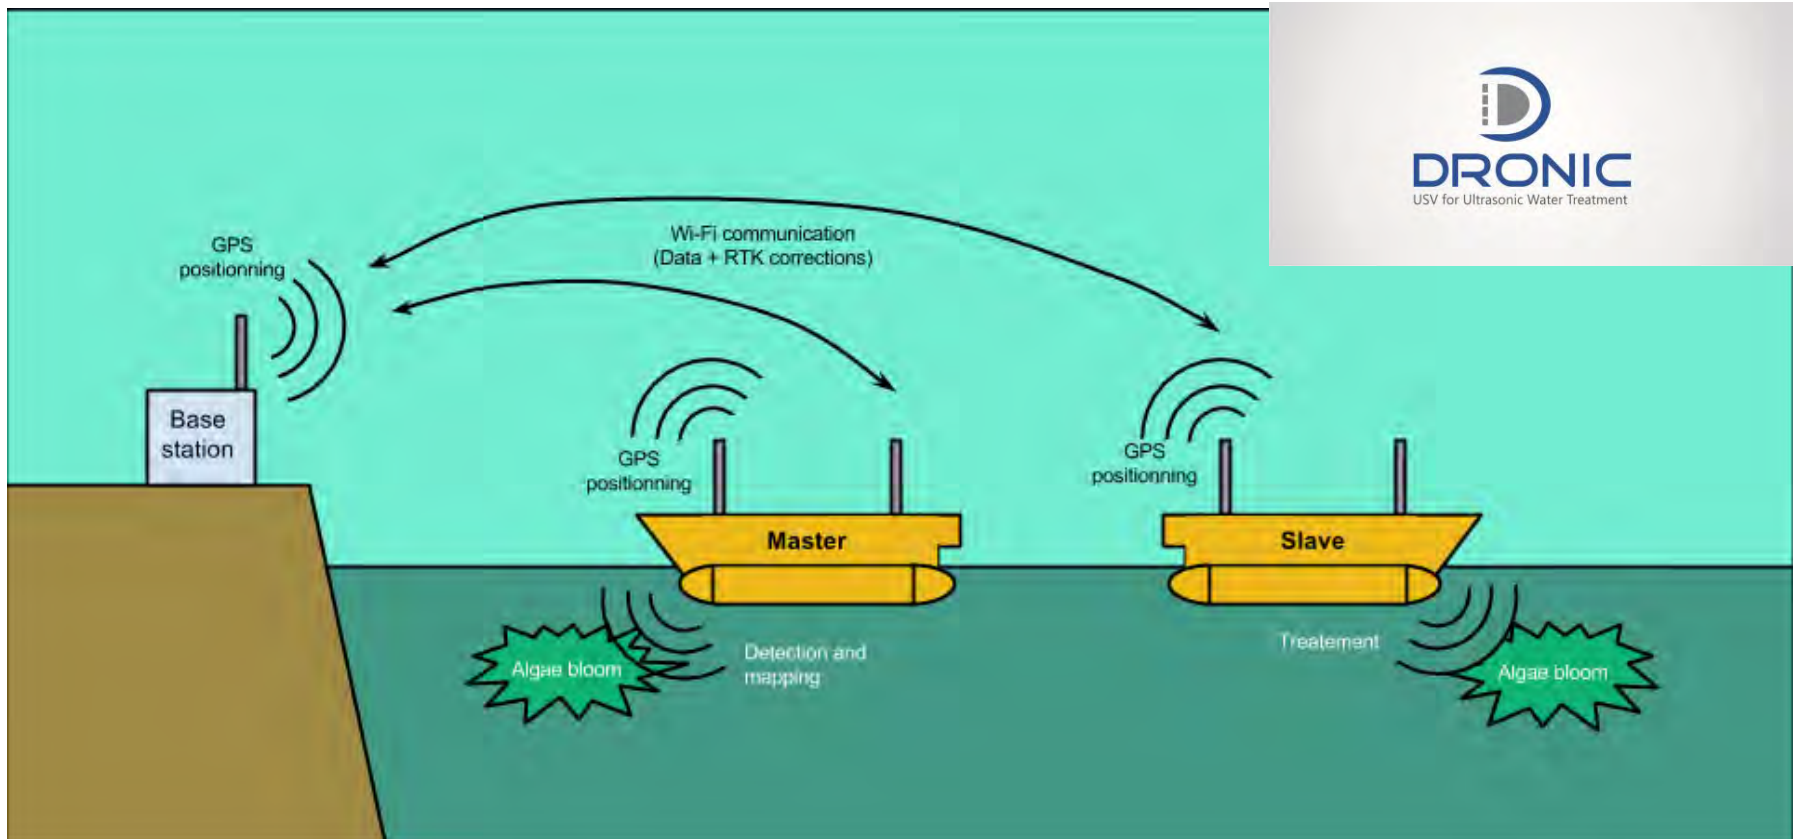 DRONIC
USV for Ultrasonic Water Treatment
Wi-Fi communication
(Data + RTK corrections)
GPS
positionning
Base
station
GPS
positionning
GPS
positionning
Master
Slave
Algae bloom
Detection and
mapping
Treatement
Algae bloom